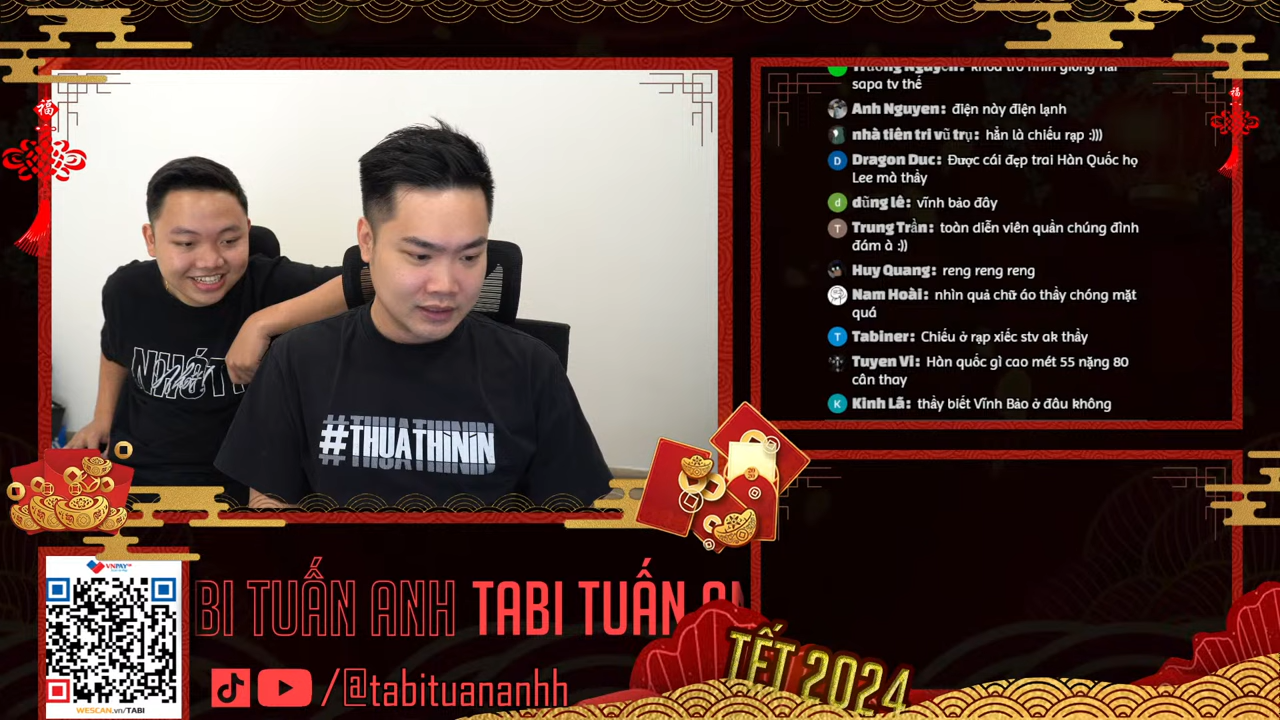 福
福
sapa tv thế
Anh Nguyen: điện này điện lạnh
nhà tiên tri vũ trụ: hẳn là chiếu rạp :)))
D Dragon Duc: Được cái đẹp trai Hàn Quốc họ
Lee mà thầy
d dũng lê: vĩnh bảo đây
T Trung Trần: toàn diễn viên quần chúng đình
đám à :))
Huy Quang: reng reng reng
Nam Hoài: nhìn quả chữ áo thầy chóng mặt
quá
T Tabiner: Chiếu ở rạp xiếc stv ak thầy
Tuyen Vi: Hàn quốc gì cao mét 55 nặng 80
cân thay
K Kinh Lã: thầy biết Vĩnh Bảo ở đâu không
#THUATHININ
VNPAY
WESCAN.vn/TABI
BI TUẤN ANH TABI TUẤN
/@tabituananhh
TẾT 2024